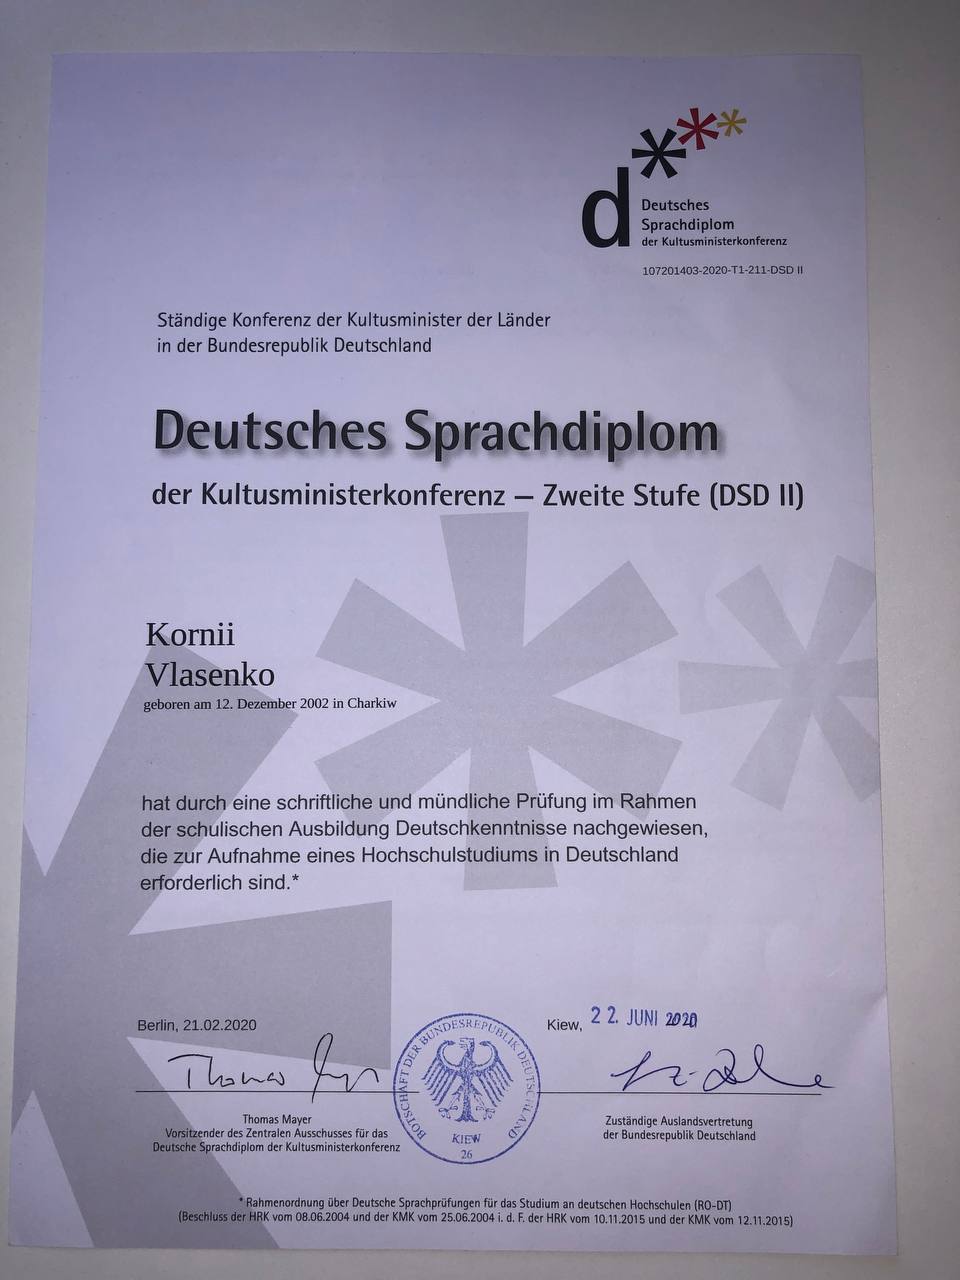 d
Deutsches
Sprachdiplom
der Kultusministerkonferenz
107201403-2020-T1-211-DSD II
Ständige Konferenz der Kultusminister der Länder
in der Bundesrepublik Deutschland
Deutsches Sprachdiplom
der Kultusministerkonferenz – Zweite Stufe (DSD II)
Kornii
Vlasenko
geboren am 12. Dezember 2002 in Charkiw
hat durch eine schriftliche und mündliche Prüfung im Rahmen
der schulischen Ausbildung Deutschkenntnisse nachgewiesen,
die zur Aufnahme eines Hochschulstudiums in Deutschland
erforderlich sind.*
Berlin, 21.02.2020
Kiew, 22. JUNI 2020
Thomas
BOTSCHAFT DER BUNDESREPUBLIK DEUTSCHLAND
KIEW
26
Thomas Mayer
Vorsitzender des Zentralen Ausschusses für das
Deutsche Sprachdiplom der Kultusministerkonferenz
Zuständige Auslandsvertretung
der Bundesrepublik Deutschland
* Rahmenordnung über Deutsche Sprachprüfungen für das Studium an deutschen Hochschulen (RO-DT)
(Beschluss der HRK vom 08.06.2004 und der KMK vom 25.06.2004 i. d. F. der HRK vom 10.11.2015 und der KMK vom 12.11.2015)